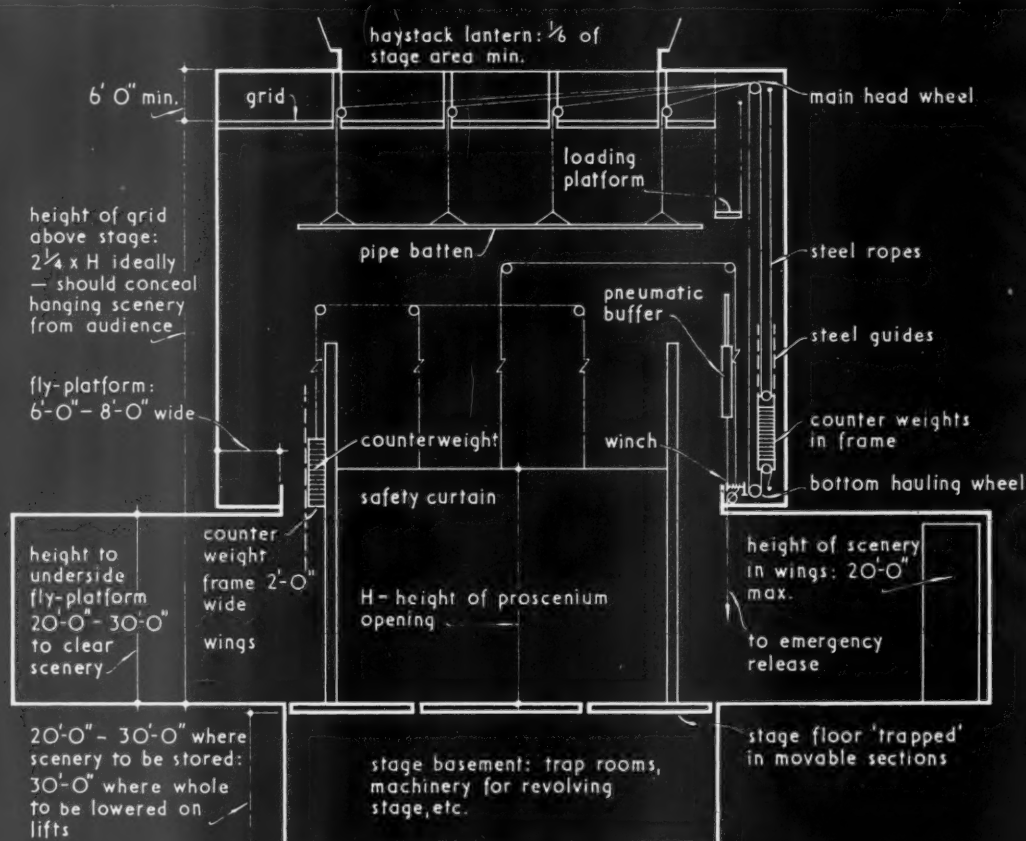 haystack lantern: 1/6 of
stage area min.
6' 0" min.
grid
main head wheel
loading
platform
height of grid
above stage:
2 1/4 x H ideally
– should conceal
hanging scenery
from audience
pipe batten
steel ropes
pneumatic
buffer
steel guides
fly-platform:
6'-0" – 8'-0" wide
counterweight
winch
counter weights
in frame
safety curtain
bottom hauling wheel
counter
weight
frame 2'-0"
wide
height to
underside
fly-platform
20'-0" – 30'-0"
to clear
scenery
wings
H = height of proscenium
opening
height of scenery
in wings: 20'-0"
max.
to emergency
release
20'-0" – 30'-0" where
scenery to be stored:
30'-0" where whole
to be lowered on
lifts
stage basement: trap rooms,
machinery for revolving
stage, etc.
stage floor 'trapped'
in movable sections